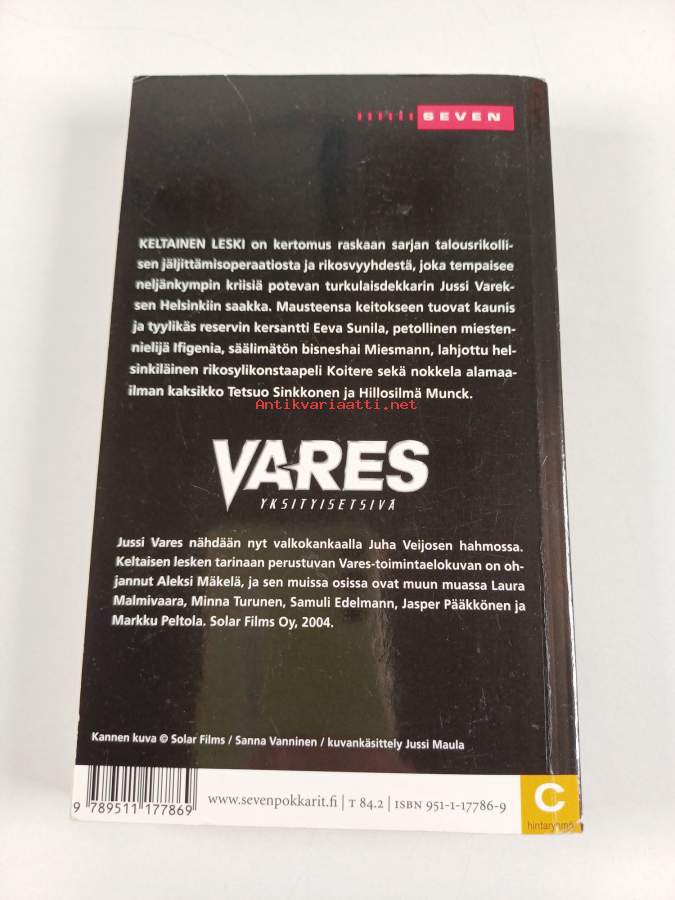 SEVEN
KELTAINEN LESKI on kertomus raskaan sarjan talousrikolli-
sen jäljittämisoperaatiosta ja rikosvyyhdestä, joka tempaisee
neljänkympin kriisiä potevan turkulaisdekkarin Jussi Varek-
sen Helsinkiin saakka. Mausteensa keitokseen tuovat kaunis
ja tyylikäs reservin kersantti Eeva Sunila, petollinen miesten-
nielijä Ifigenia, säälimätön bisneshai Miesmann, lahjottu hel-
sinkiläinen rikosylikonstaapeli Koitere sekä nokkela alamaa-
ilman kaksikko Tetsuo Sinkkonen ja Hillosilmä Munck.
Antikvariaatti.net
VARES
YKSITYISETSIVÄ
Jussi Vares nähdään nyt valkokankaalla Juha Veijosen hahmossa.
Keltaisen lesken tarinaan perustuvan Vares-toimintaelokuvan on oh-
jannut Aleksi Mäkelä, ja sen muissa osissa ovat muun muassa Laura
Malmivaara, Minna Turunen, Samuli Edelmann, Jasper Pääkkönen ja
Markku Peltola. Solar Films Oy, 2004.
Kannen kuva © Solar Films / Sanna Vanninen / kuvankäsittely Jussi Maula
9 789511 177869
www.sevenpokkarit.fi | T 84.2 | ISBN 951-1-17786-9
C
hintaryhmä